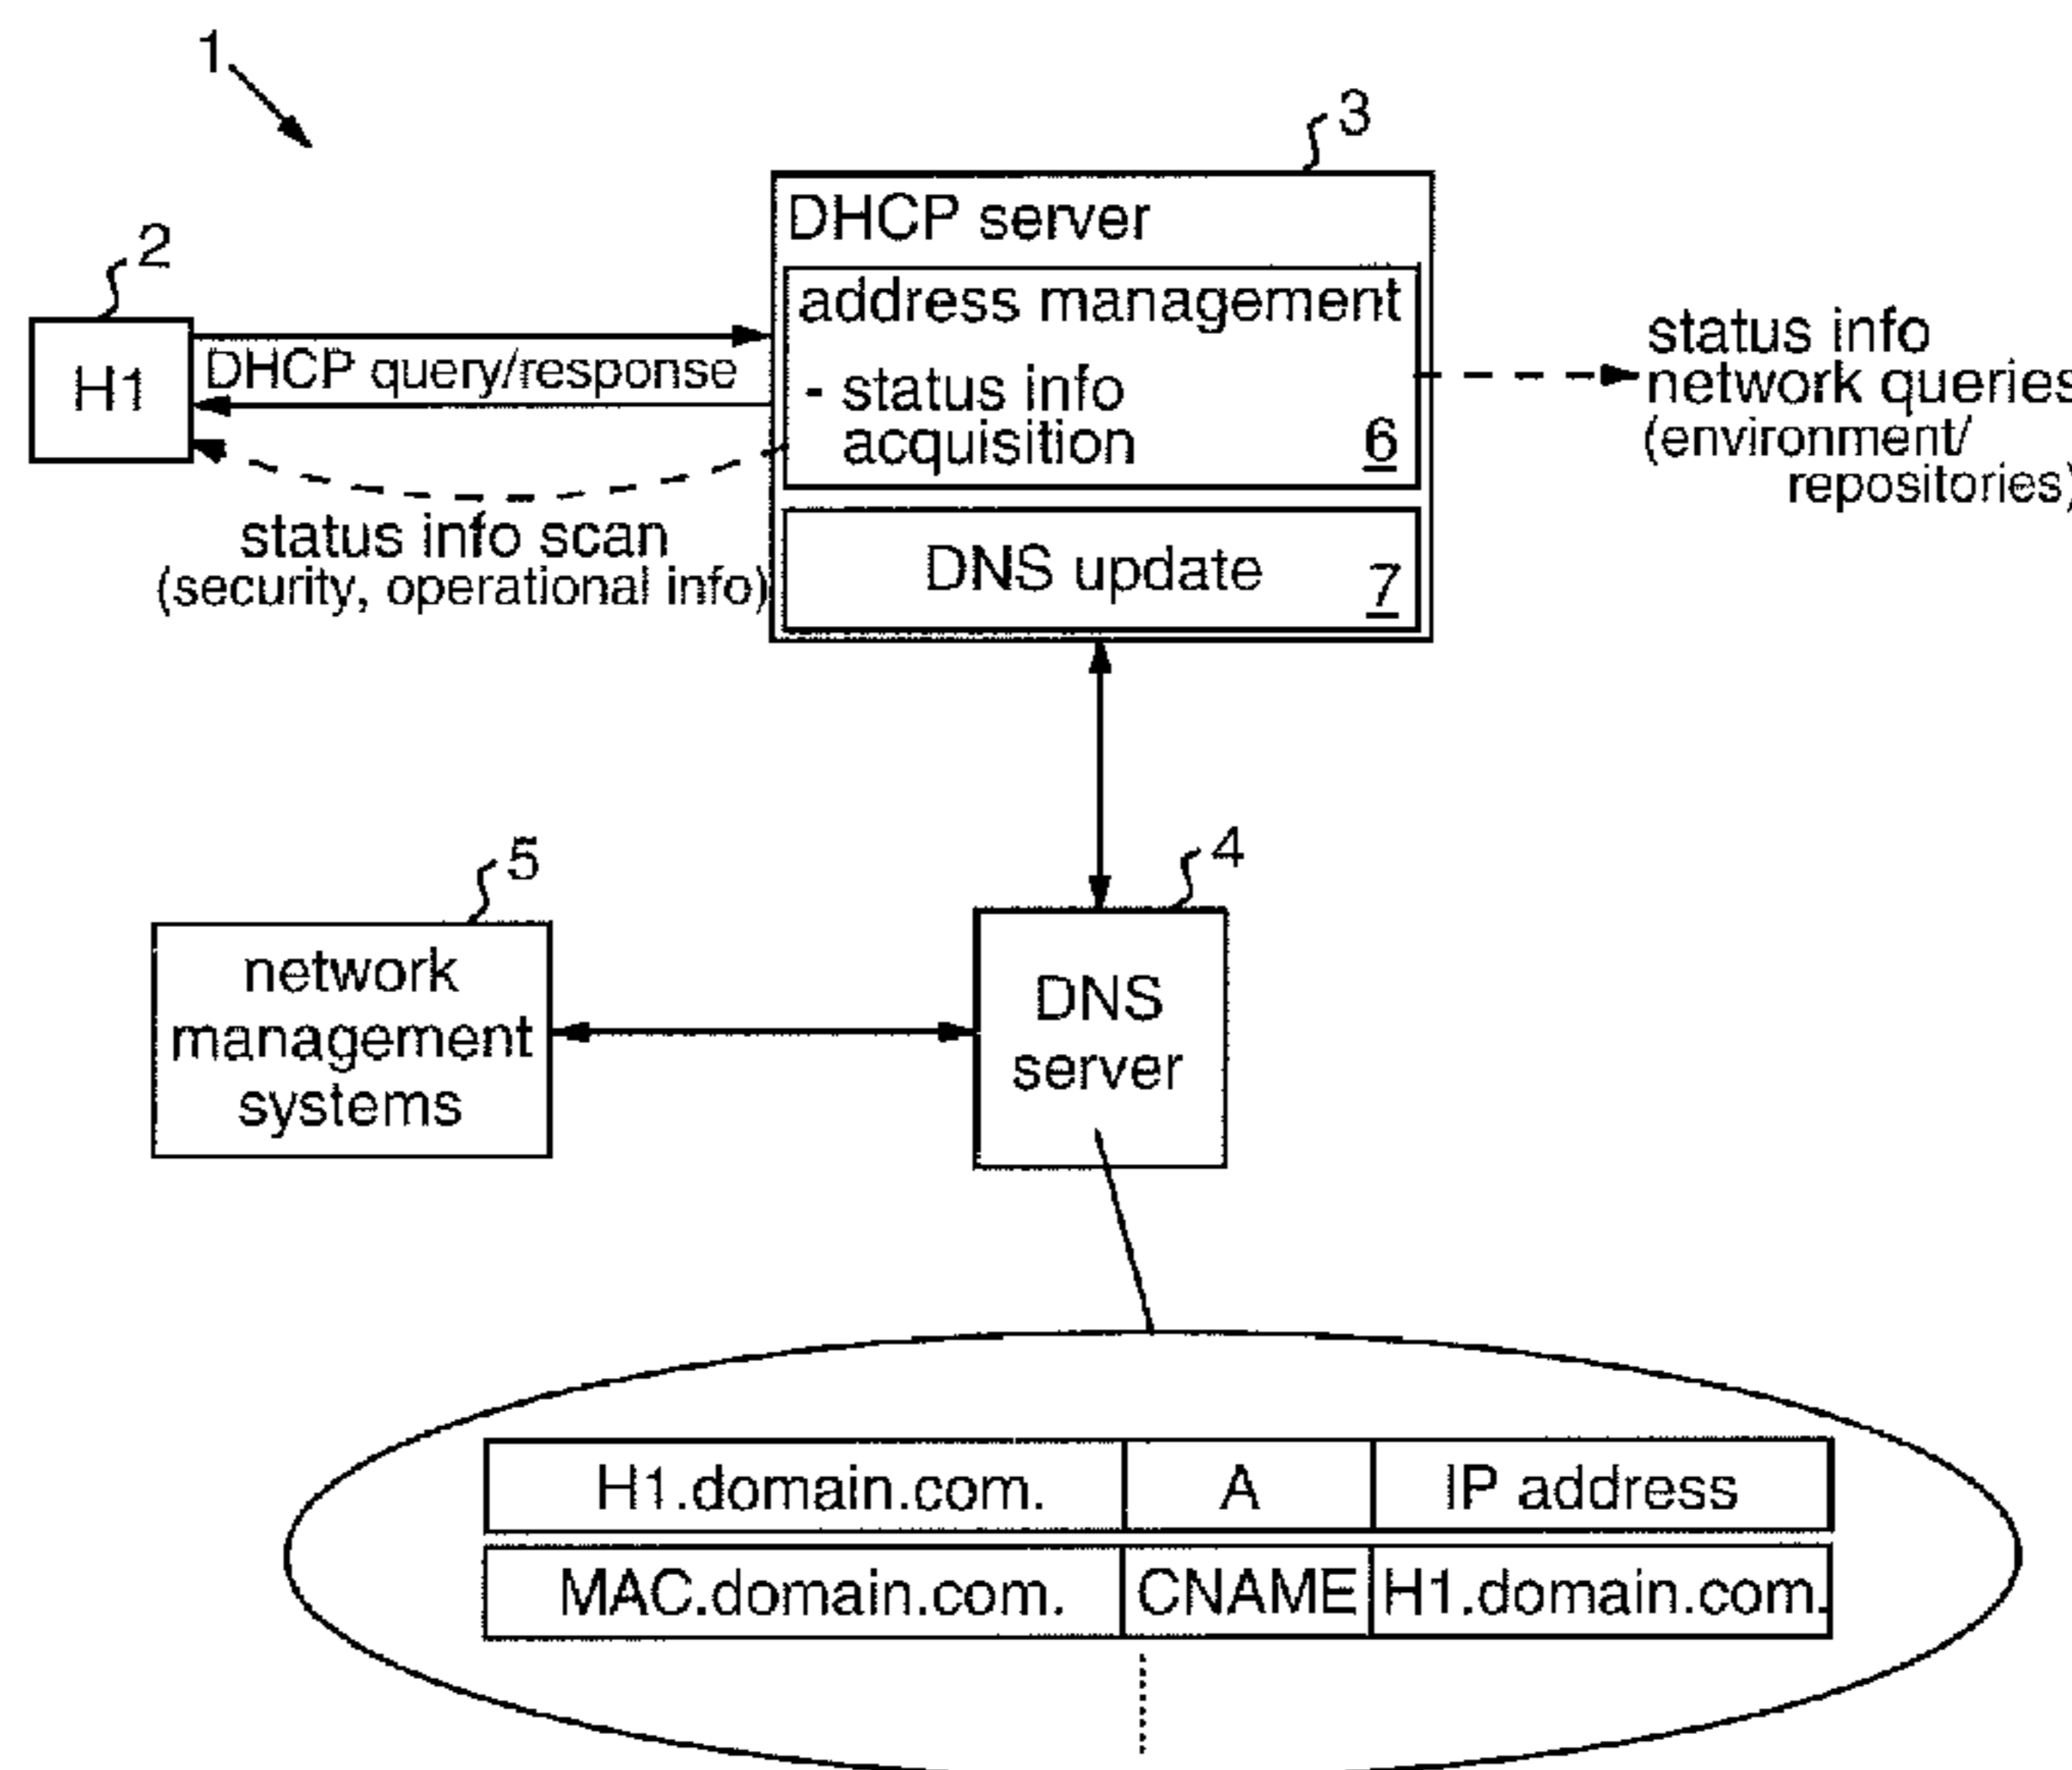 1
3
DHCP server
2
address management
status info
H1
DHCP query/response
- status info
network queries
acquisition
6
(environment/
repositories)
status info scan
(security, operational info)
DNS update
7
5
4
network
management
systems
DNS
server
H1.domain.com. A IP address
MAC.domain.com. CNAME H1.domain.com.